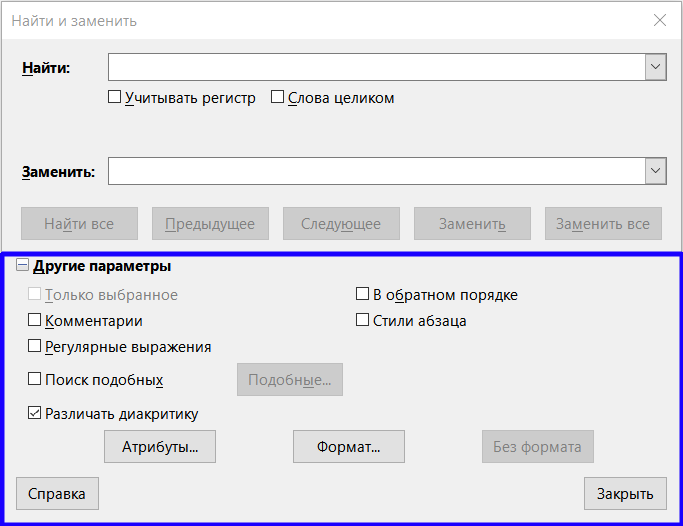 Найти и заменить
Найти:
Учитывать регистр Слова целиком
Заменить:
Найти все Предыдущее Следующее Заменить Заменить все
Другие параметры
Только выбранное В обратном порядке
Комментарии Стили абзаца
Регулярные выражения
Поиск подобных Подобные...
Различать диакритику
Атрибуты... Формат... Без формата
Справка Закрыть